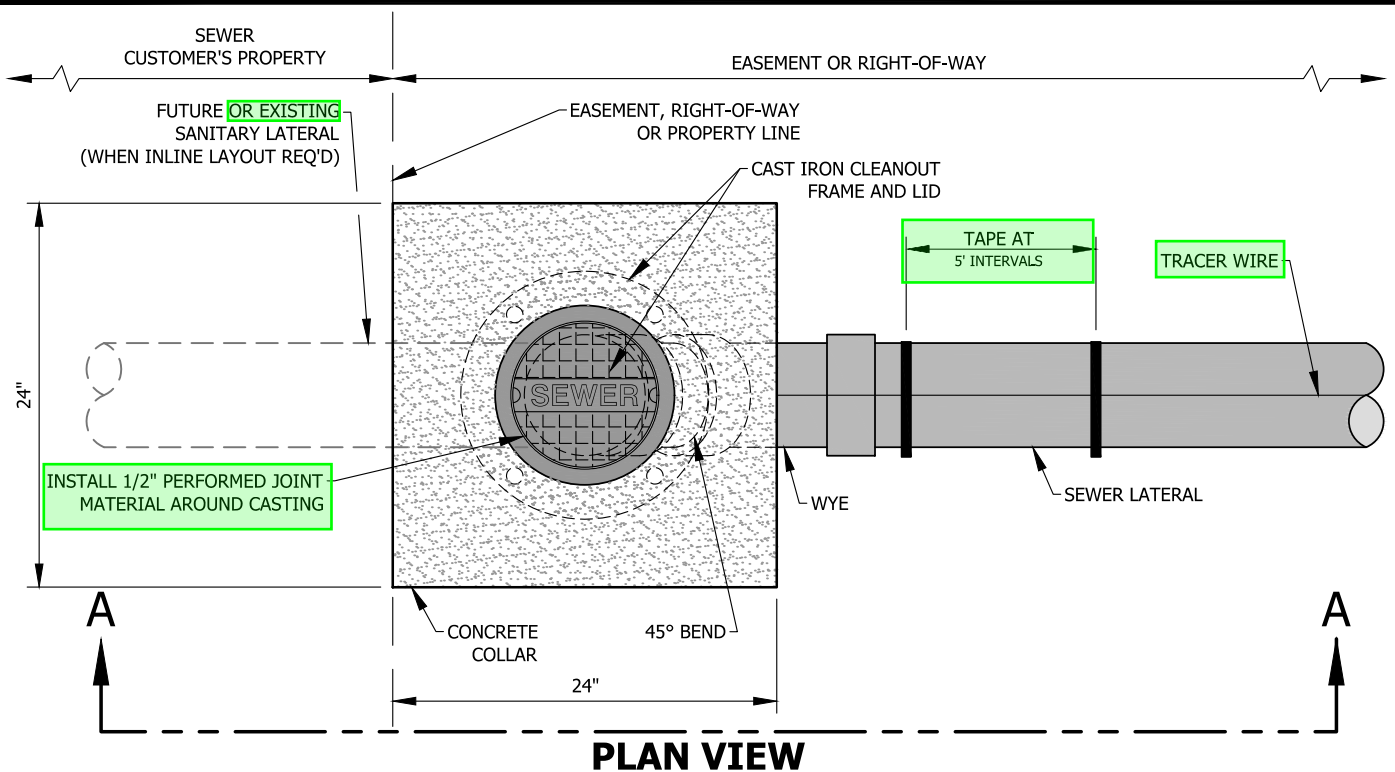 SEWER
CUSTOMER'S PROPERTY
EASEMENT OR RIGHT-OF-WAY
FUTURE OR EXISTING
SANITARY LATERAL
(WHEN INLINE LAYOUT REQ'D)
EASEMENT, RIGHT-OF-WAY
OR PROPERTY LINE
CAST IRON CLEANOUT
FRAME AND LID
TAPE AT
5' INTERVALS
TRACER WIRE
24"
SEWER
INSTALL 1/2" PERFORMED JOINT
MATERIAL AROUND CASTING
WYE
SEWER LATERAL
A
A
CONCRETE
COLLAR
45° BEND
24"
PLAN VIEW